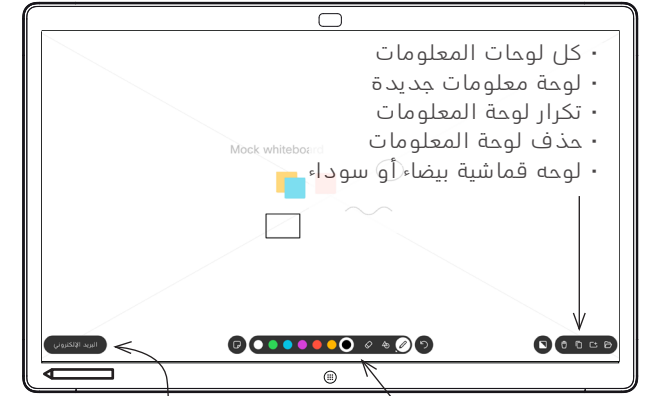 • كل لوحات المعلومات
• لوحة معلومات جديدة
• تكرار لوحة المعلومات
• حذف لوحة المعلومات
• لوحه قماشية بيضاء أو سوداء
Mock whiteboard
البريد الإلكتروني